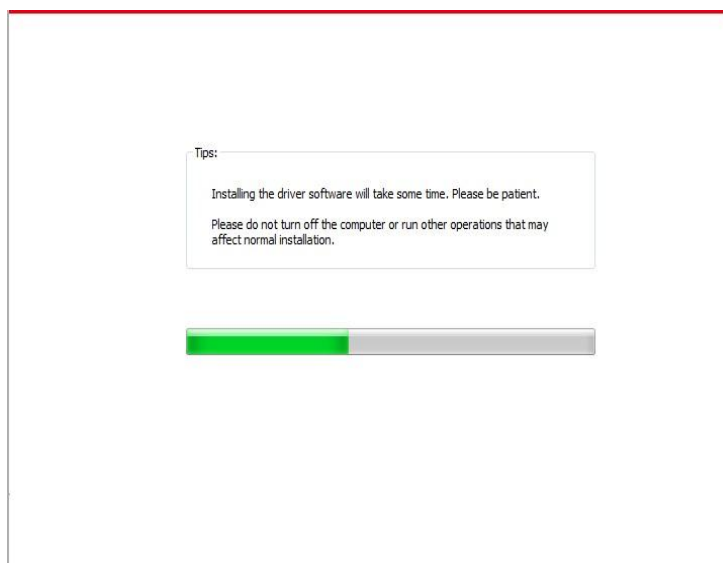 Tips:
Installing the driver software will take some time. Please be patient.
Please do not turn off the computer or run other operations that may
affect normal installation.